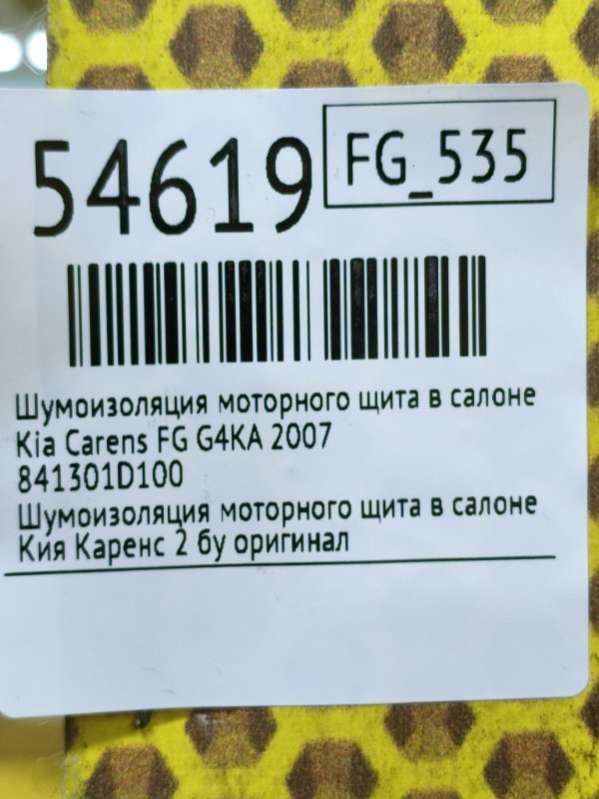 54619
FG_535
Шумоизоляция моторного щита в салоне
Kia Carens FG G4KA 2007
841301D100
Шумоизоляция моторного щита в салоне
Кия Каренс 2 бу оригинал